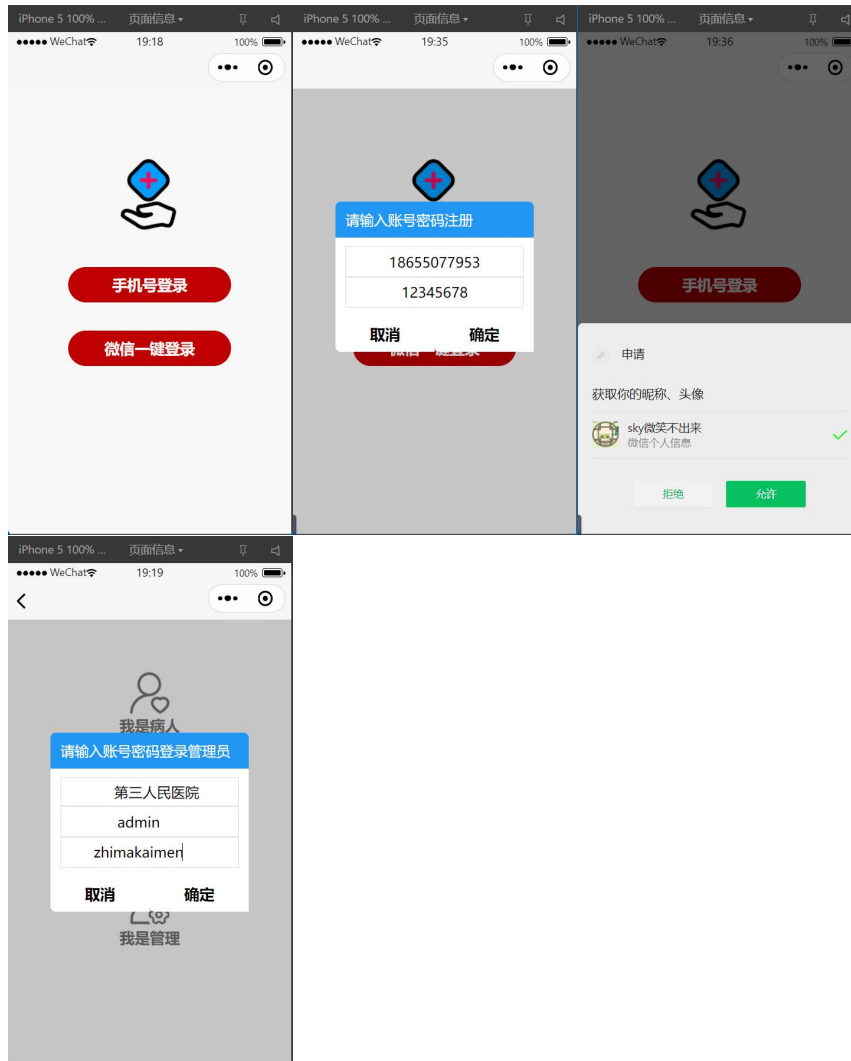 iPhone 5 100% ... 页面信息
WeChat 19:18 100%
手机号登录
微信一键登录
iPhone 5 100% ... 页面信息
WeChat 19:35 100%
请输入账号密码注册
18655077953
12345678
取消 确定
iPhone 5 100% ... 页面信息
WeChat 19:36 100%
手机号登录
申请
获取你的昵称、头像
sky微笑不出来
微信个人信息
拒绝 允许
iPhone 5 100% ... 页面信息
WeChat 19:19 100%
我是病人
请输入账号密码登录管理员
第三人民医院
admin
zhimakaimen
取消 确定
我是管理